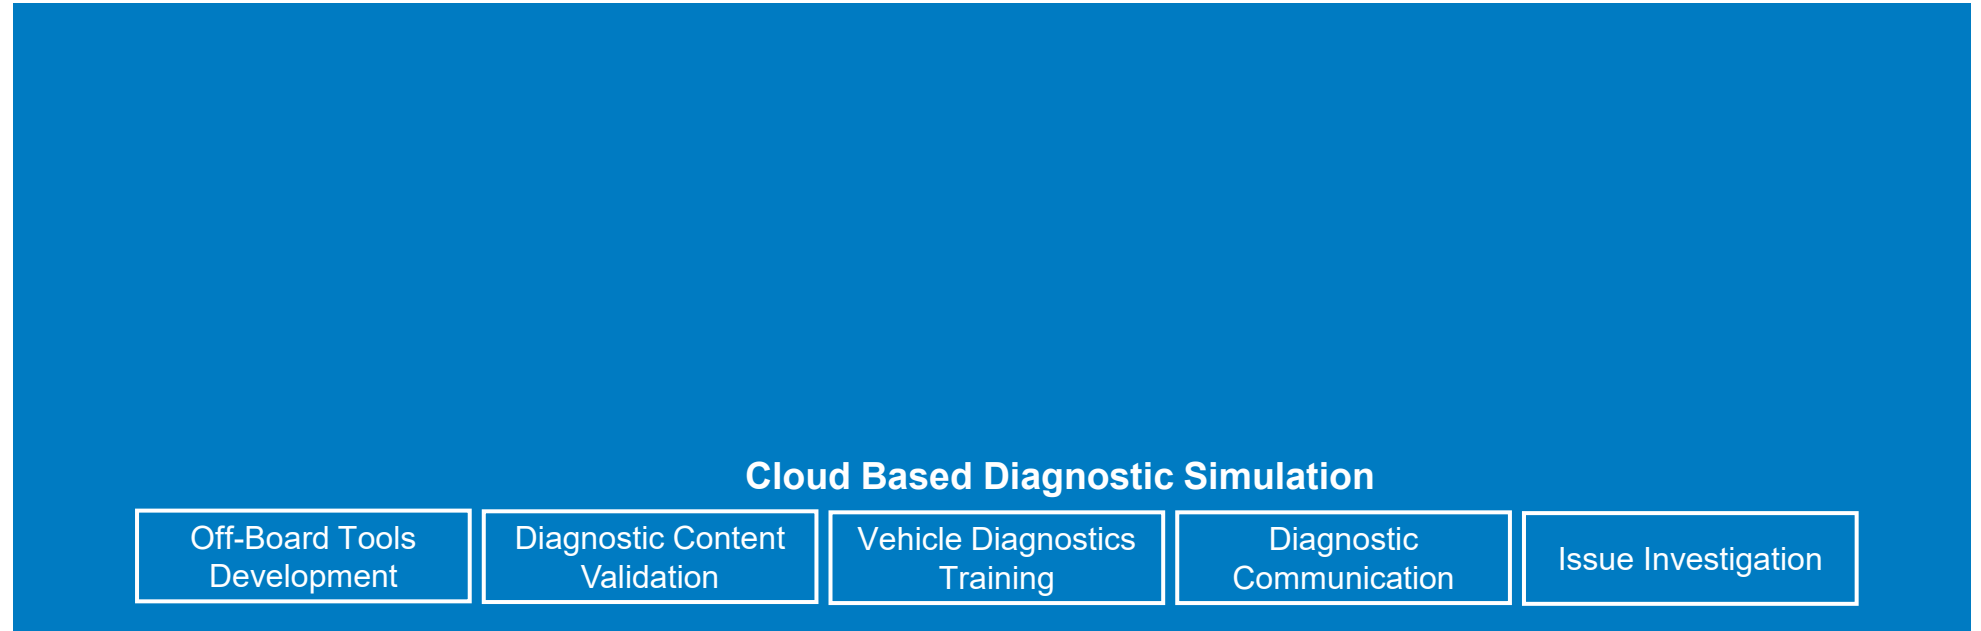 Cloud Based Diagnostic Simulation
Off-Board Tools
Development
Diagnostic Content
Validation
Vehicle Diagnostics
Training
Diagnostic
Communication
Issue Investigation